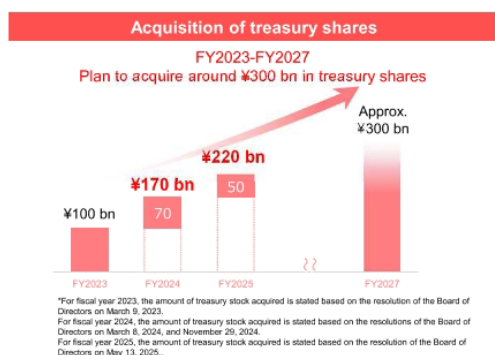 Acquisition of treasury shares
FY2023-FY2027
Plan to acquire around ¥300 bn in treasury shares
Approx.
¥300 bn
¥220 bn
¥170 bn
50
¥100 bn
70
FY2023
FY2024
FY2025
FY2027
*For fiscal year 2023, the amount of treasury stock acquired is stated based on the resolution of the Board of
Directors on March 9, 2023.
For fiscal year 2024, the amount of treasury stock acquired is stated based on the resolutions of the Board of
Directors on March 8, 2024, and November 29, 2024.
For fiscal year 2025, the amount of treasury stock acquired is stated based on the resolution of the Board of
Directors on May 13, 2025..